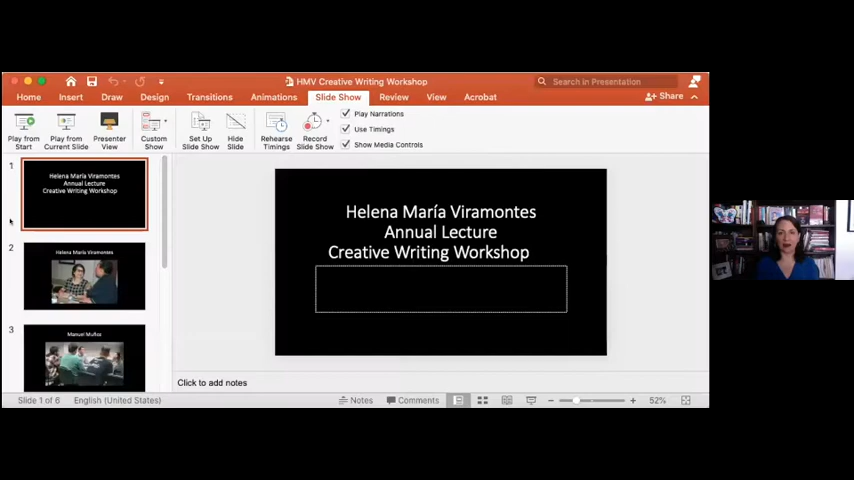 HMV Creative Writing Workshop
Search in Presentation
Home Insert Draw Design Transitions Animations Slide Show Review View Acrobat
Share
Play from Start
Play from Current Slide
Presenter View
Custom Show
Set Up Slide Show
Hide Slide
Rehearse Timings
Record Slide Show
Play Narrations
Use Timings
Show Media Controls
1
Helena María Viramontes
Annual Lecture
Creative Writing Workshop
2
Helena María Viramontes
3
Manuel Muñoz
Helena María Viramontes
Annual Lecture
Creative Writing Workshop
Click to add notes
Slide 1 of 6 English (United States) Notes Comments 52%